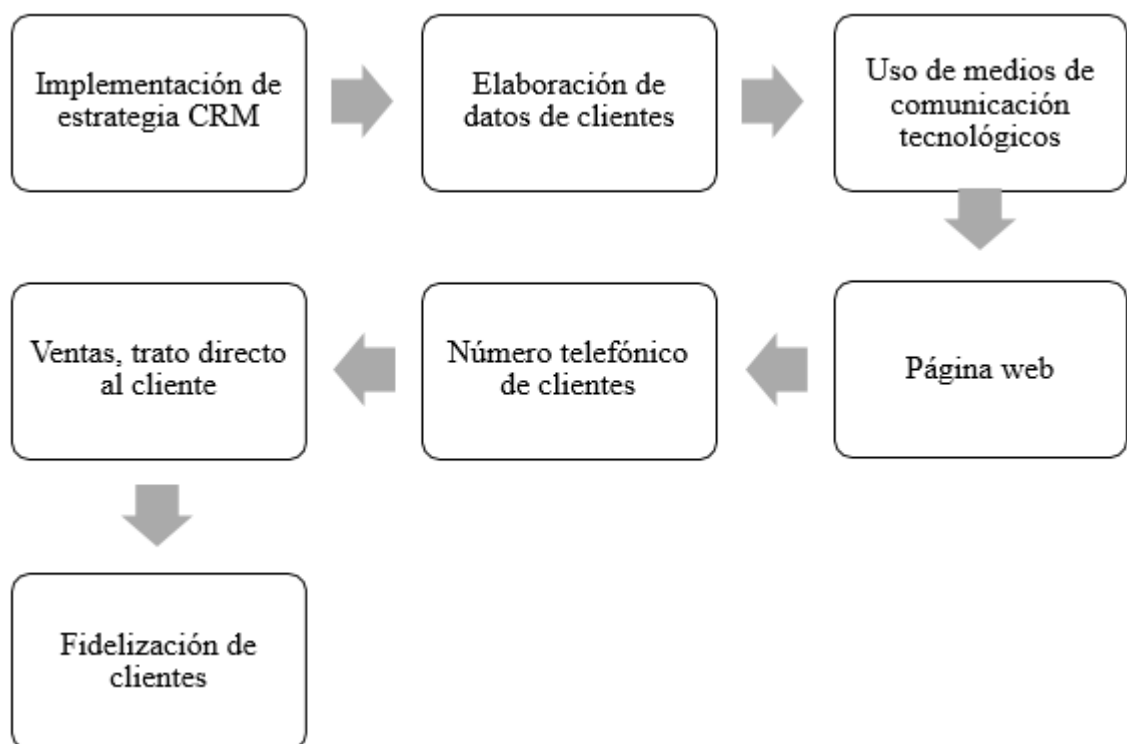 Implementación de
estrategia CRM
Elaboración de
datos de clientes
Uso de medios de
comunicación
tecnológicos
Página web
Número telefónico
de clientes
Ventas, trato directo
al cliente
Fidelización de
clientes